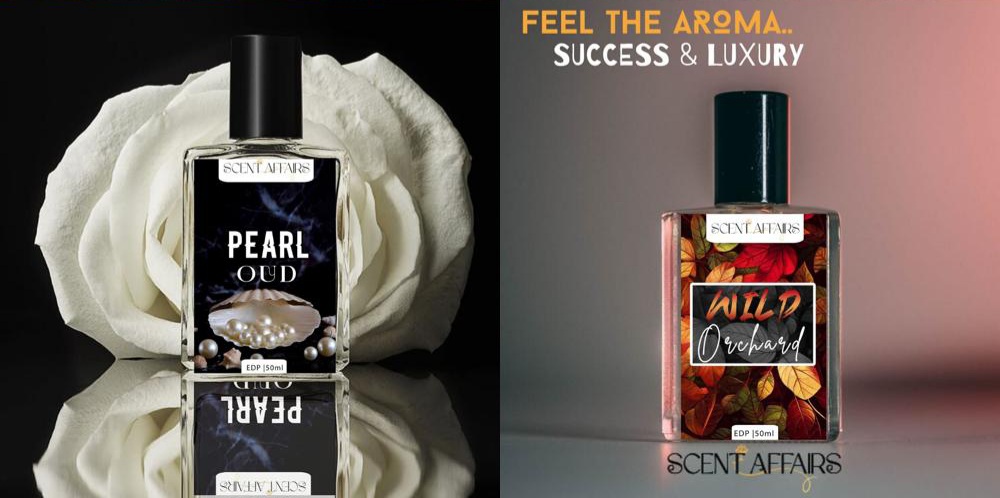 SCENT AFFAIRS
PEARL
OUD
EDP |50ml
OUD
PEARL
SCENT AFFAIRS
FEEL THE AROMA..
SUCCESS & LUXURY
SCENT AFFAIRS
WILD
Orchard
EDP |50ml
SCENT AFFAIRS